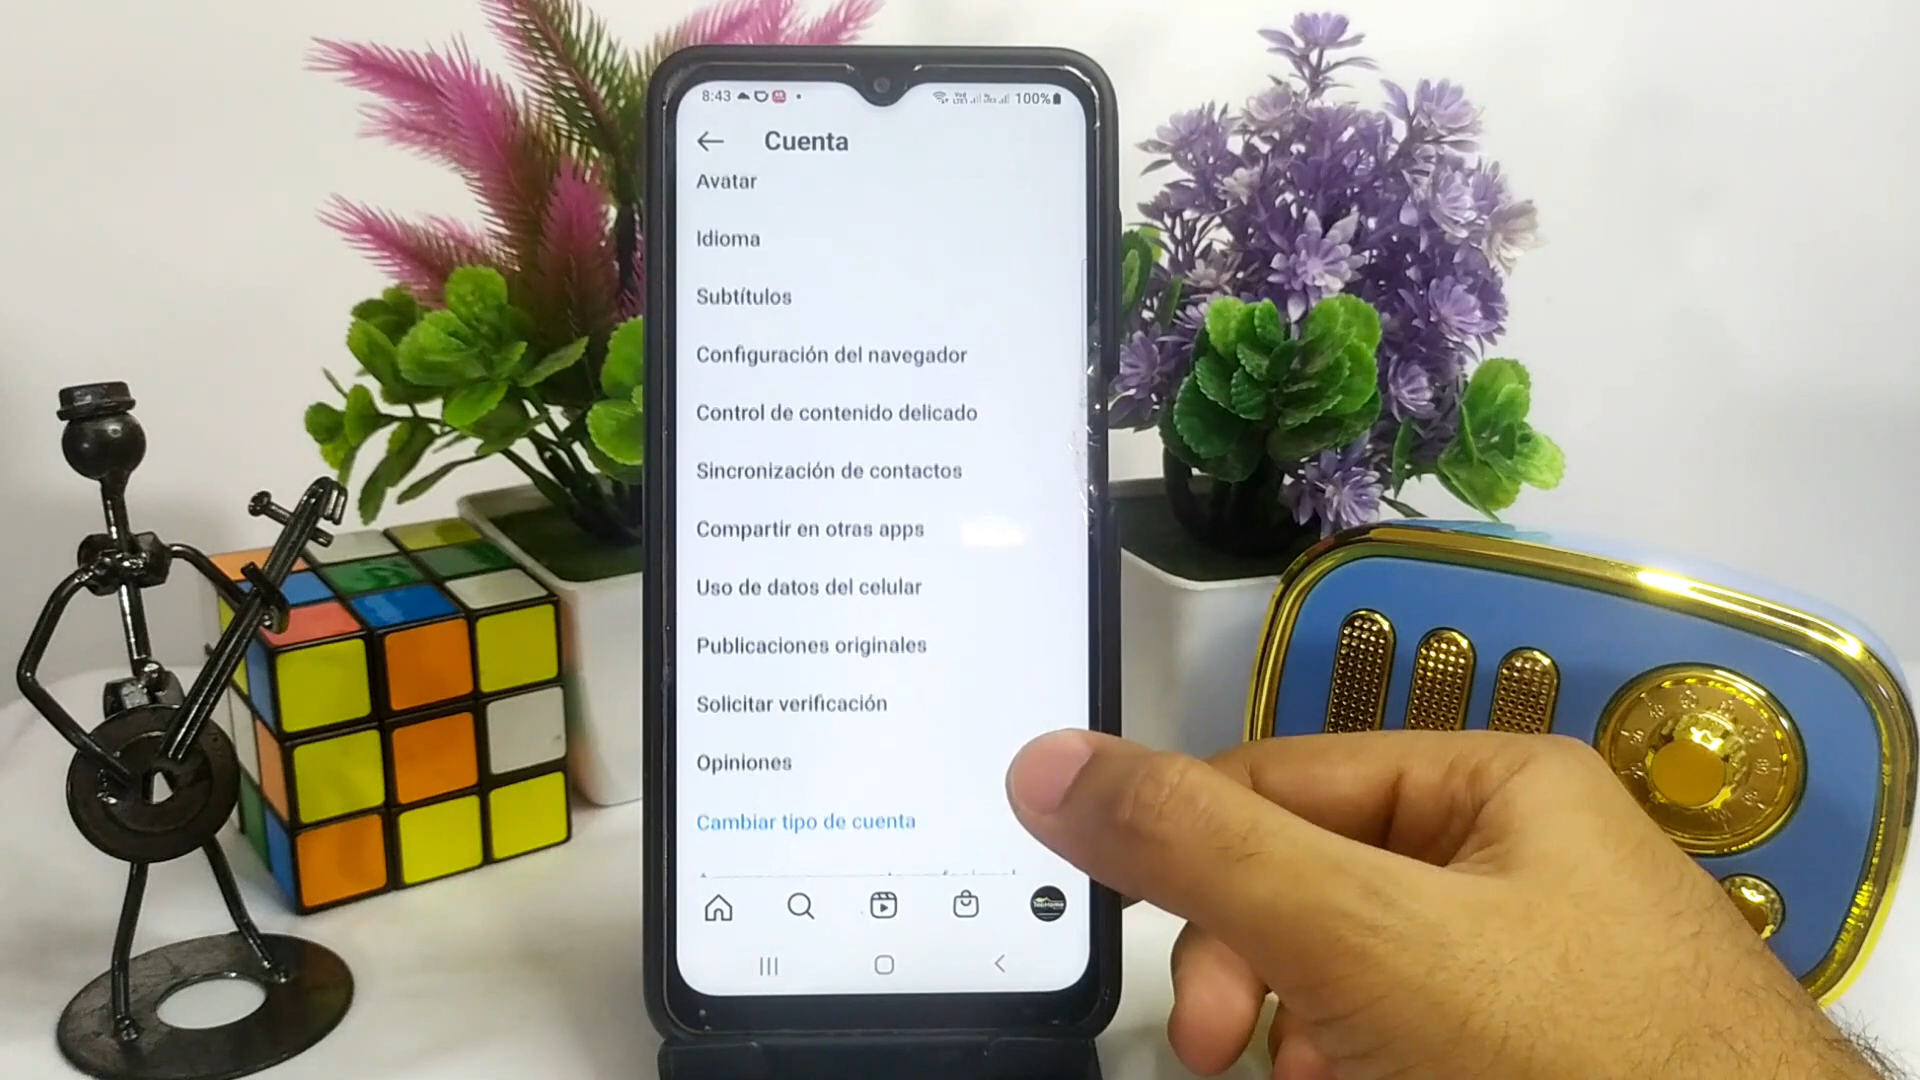 8:43
100%
Cuenta
Avatar
Idioma
Subtítulos
Configuración del navegador
Control de contenido delicado
Sincronización de contactos
Compartir en otras apps
Uso de datos del celular
Publicaciones originales
Solicitar verificación
Opiniones
Cambiar tipo de cuenta